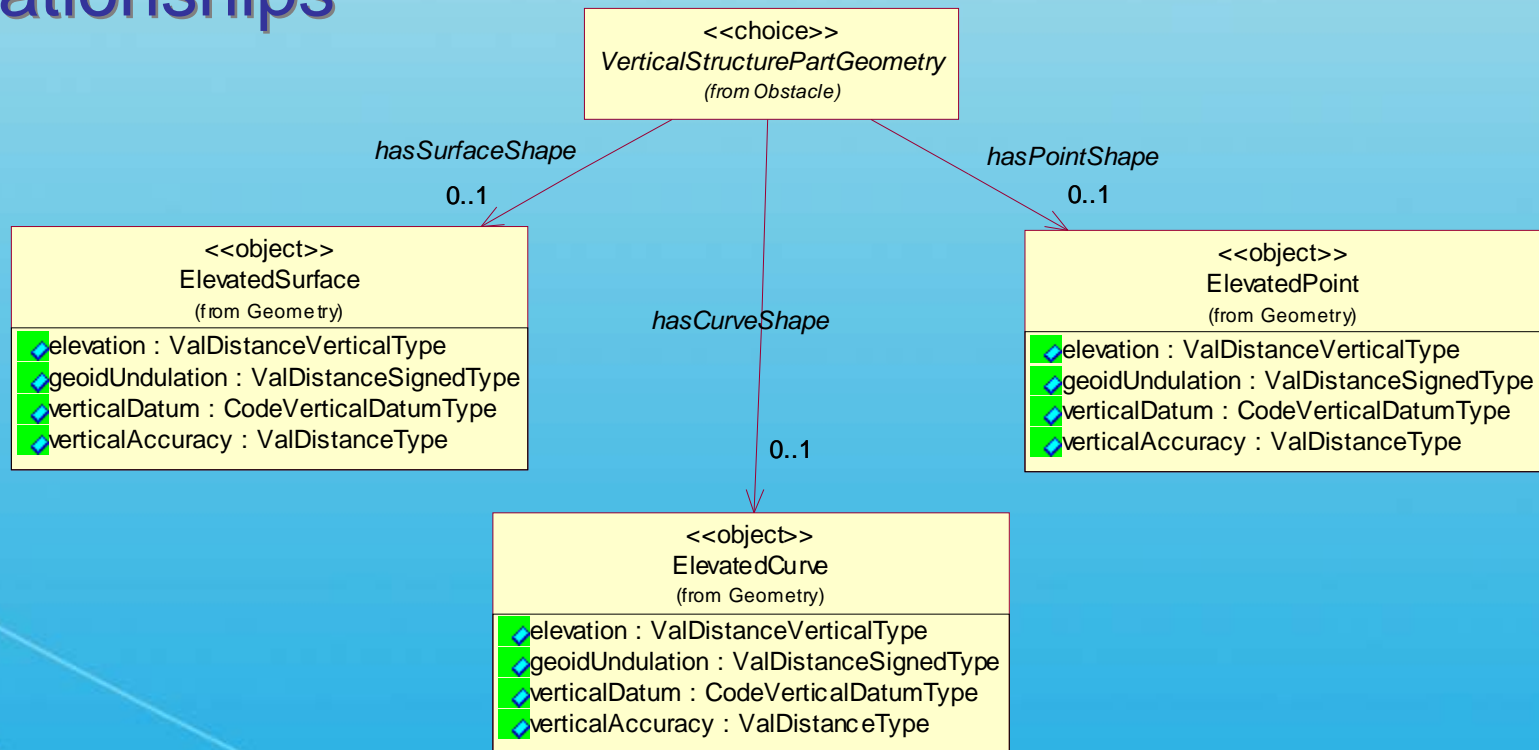 ationships
<<choice>>
VerticalStructurePartGeometry
(from Obstacle)
hasSurfaceShape
0..1
hasPointShape
0..1
hasCurveShape
0..1
<<object>>
ElevatedSurface
(from Geometry)
elevation : ValDistanceVerticalType
geoidUndulation : ValDistanceSignedType
verticalDatum : CodeVerticalDatumType
verticalAccuracy : ValDistanceType
<<object>>
ElevatedPoint
(from Geometry)
elevation : ValDistanceVerticalType
geoidUndulation : ValDistanceSignedType
verticalDatum : CodeVerticalDatumType
verticalAccuracy : ValDistanceType
<<object>>
ElevatedCurve
(from Geometry)
elevation : ValDistanceVerticalType
geoidUndulation : ValDistanceSignedType
verticalDatum : CodeVerticalDatumType
verticalAccuracy : ValDistanceType